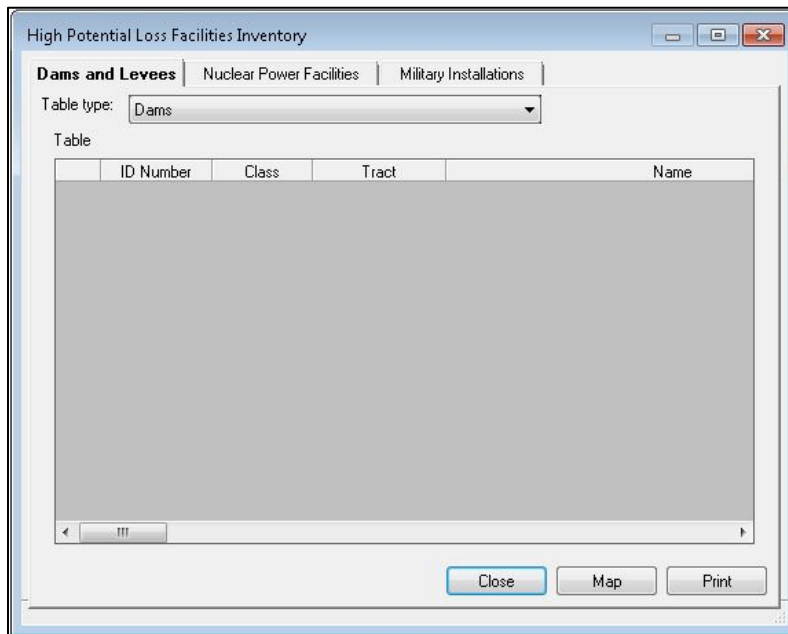 High Potential Loss Facilities Inventory
Dams and Levees Nuclear Power Facilities Military Installations
Table type: Dams
Table
ID Number Class Tract Name
Close Map Print